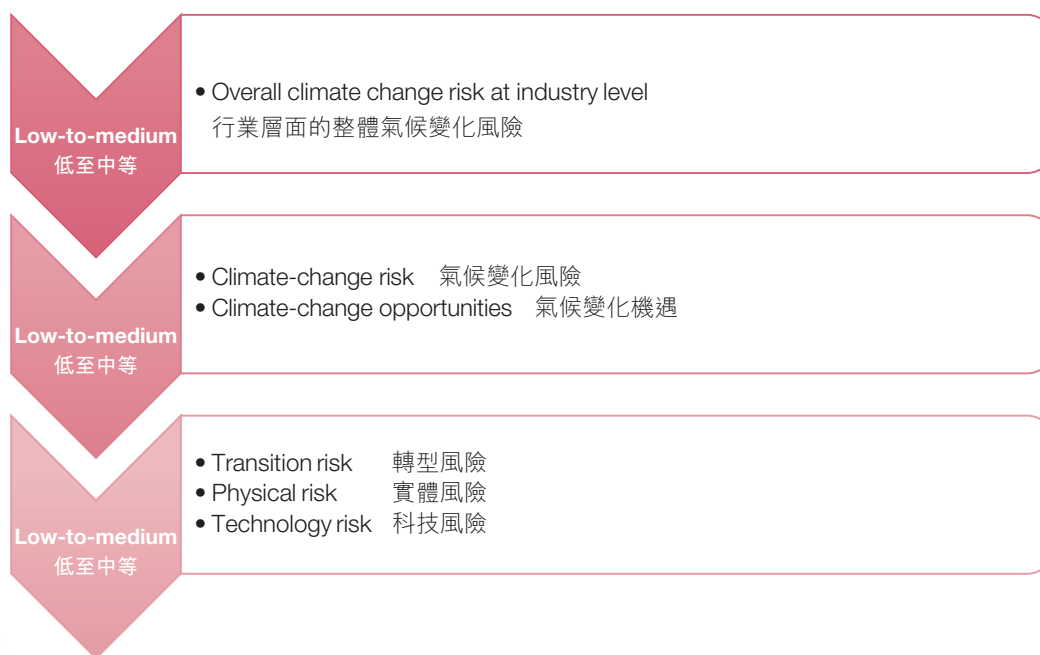 Low-to-medium
低至中等
• Overall climate change risk at industry level
行業層面的整體氣候變化風險
Low-to-medium
低至中等
• Climate-change risk 氣候變化風險
• Climate-change opportunities 氣候變化機遇
Low-to-medium
低至中等
• Transition risk 轉型風險
• Physical risk 實體風險
• Technology risk 科技風險